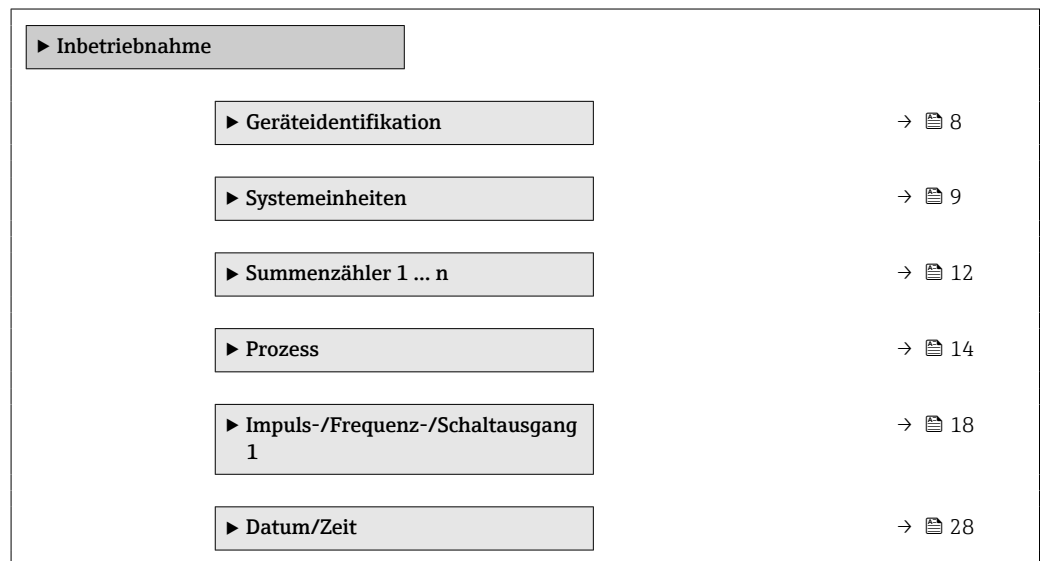 ▶ Inbetriebnahme
▶ Geräteidentifikation → 8
▶ Systemeinheiten → 9
▶ Summenzähler 1 ... n → 12
▶ Prozess → 14
▶ Impuls-/Frequenz-/Schaltausgang → 18
1
▶ Datum/Zeit → 28